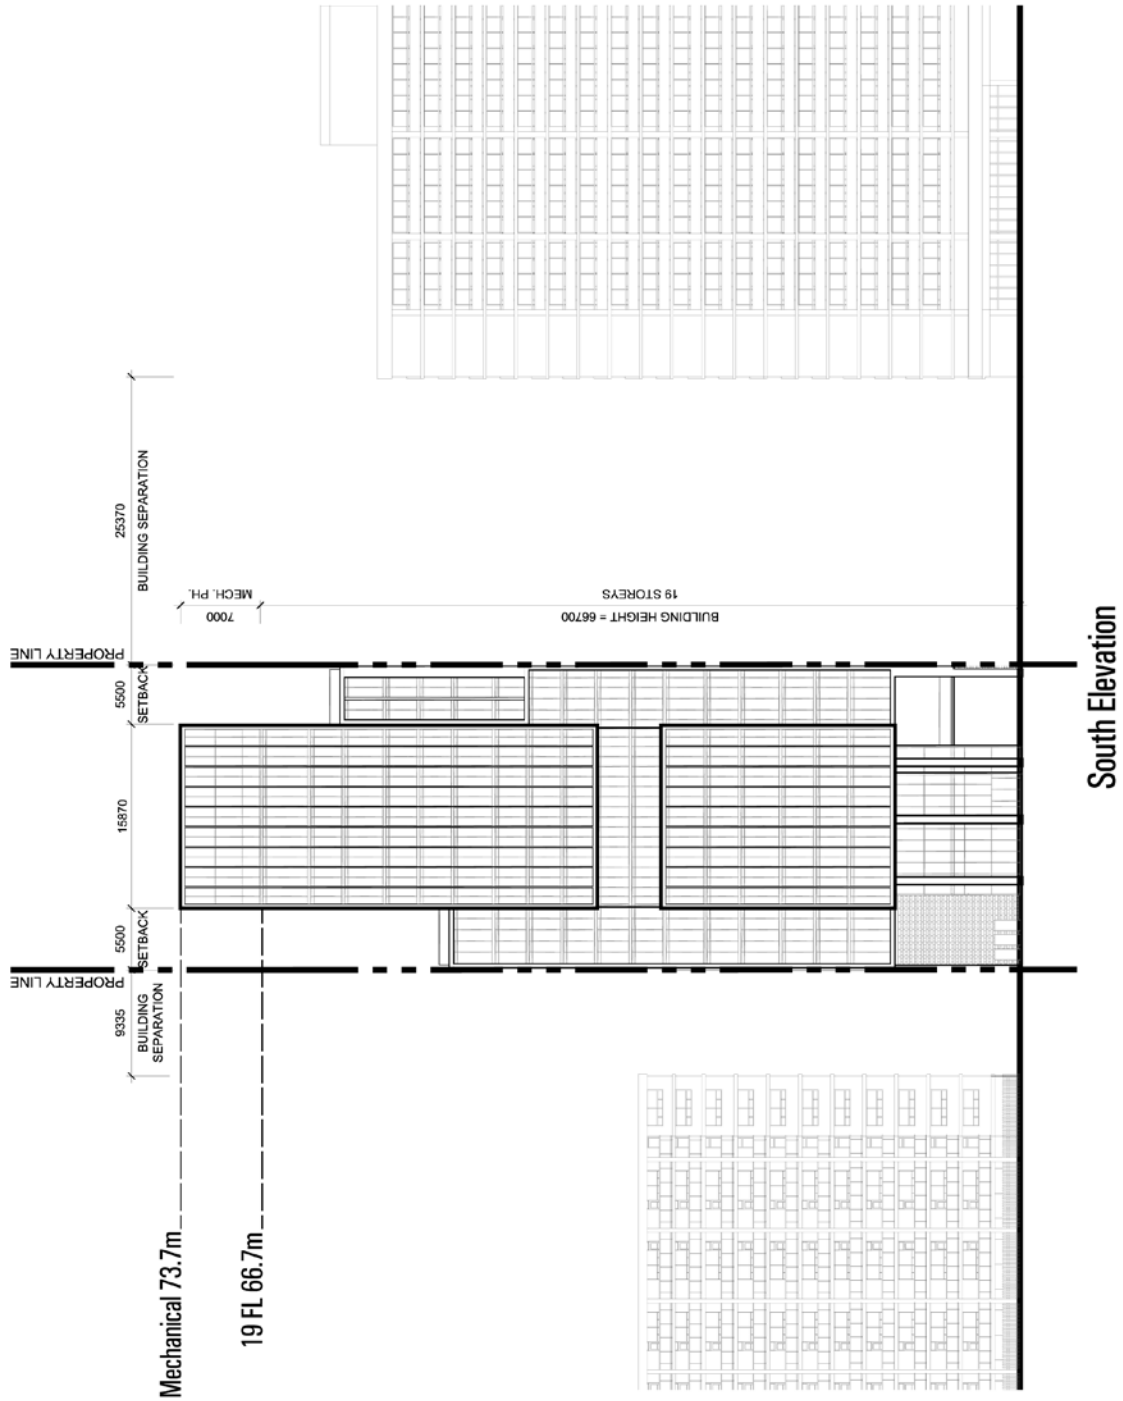 PROPERTY LINE
PROPERTY LINE
9335
BUILDING
SEPARATION
5500
SETBACK
15870
5500
SETBACK
25370
BUILDING SEPARATION
7000
MECH. PH.
BUILDING HEIGHT = 66700
19 STOREYS
Mechanical 73.7m
19 FL 66.7m
South Elevation